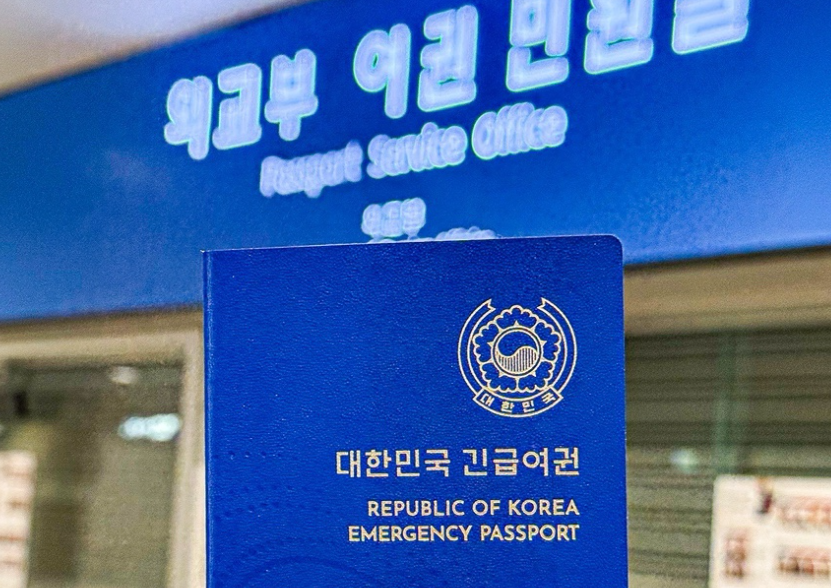 외교부 여권 민원실
Passport Service Office
대한민국
대한민국 긴급여권
REPUBLIC OF KOREA
EMERGENCY PASSPORT